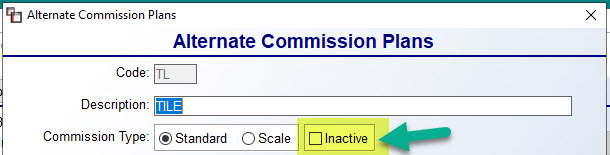 Alternate Commission Plans
Alternate Commission Plans
Code: TL
Description: TILE
Commission Type: Standard Scale Inactive